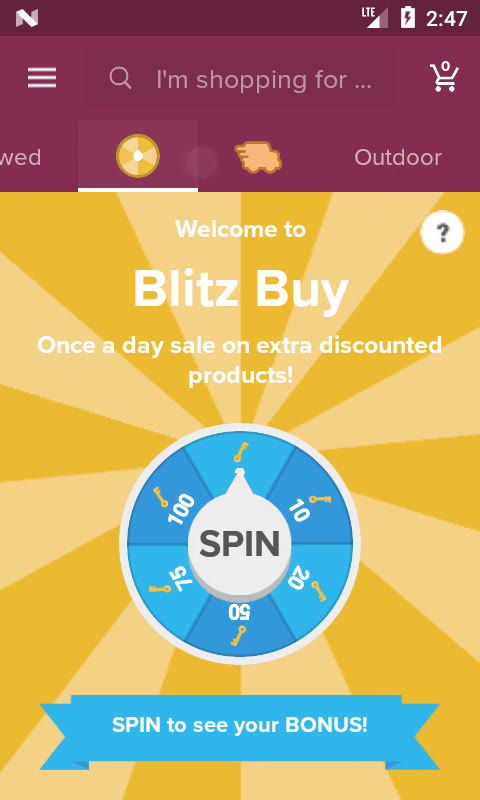 LTE
2:47
I'm shopping for ...
0
wed
Outdoor
Welcome to
?
Blitz Buy
Once a day sale on extra discounted
products!
100
10
SPIN
75
20
50
SPIN to see your BONUS!